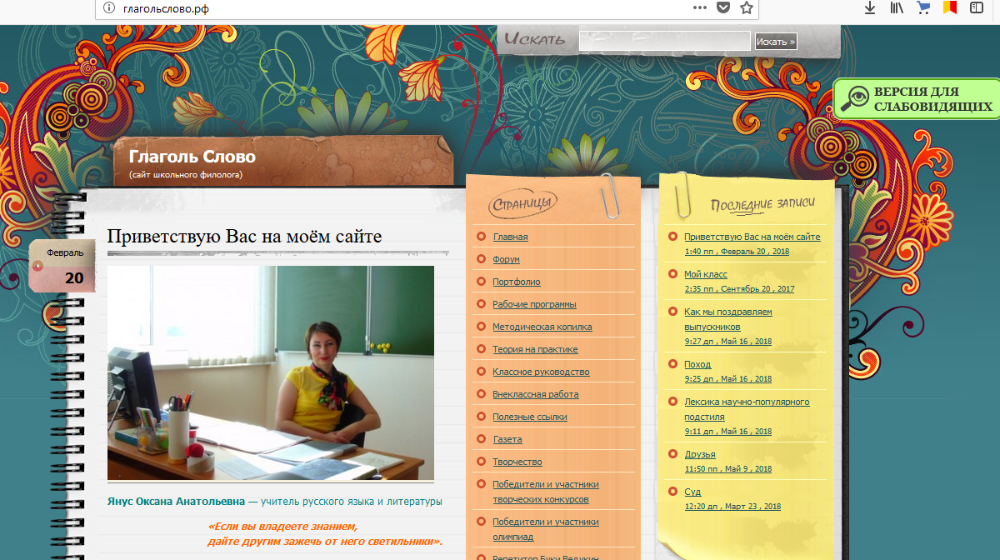 глагольслово.рф
Искать
Искать »
ВЕРСИЯ ДЛЯ
СЛАБОВИДЯЩИХ
Глаголь Слово
(сайт школьного филолога)
Февраль
20
Приветствую Вас на моём сайте
Янус Оксана Анатольевна — учитель русского языка и литературы
«Если вы владеете знанием,
дайте другим зажечь от него светильники».
Страницы
Главная
Форум
Портфолио
Рабочие программы
Методическая копилка
Теория на практике
Классное руководство
Внеклассная работа
Полезные ссылки
Газета
Творчество
Победители и участники
творческих конкурсов
Победители и участники
олимпиад
Репетитор Буки Ведукин
Последние записи
Приветствую Вас на моём сайте
1:40 пп , Февраль 20 , 2018
Мой класс
2:35 пп , Сентябрь 20 , 2017
Как мы поздравляем
выпускников
9:27 дп , Май 16 , 2018
Поход
9:25 дп , Май 16 , 2018
Лексика научно-популярного
подстиля
9:11 дп , Май 16 , 2018
Друзья
11:50 пп , Май 9 , 2018
Суд
12:20 дп , Март 23 , 2018